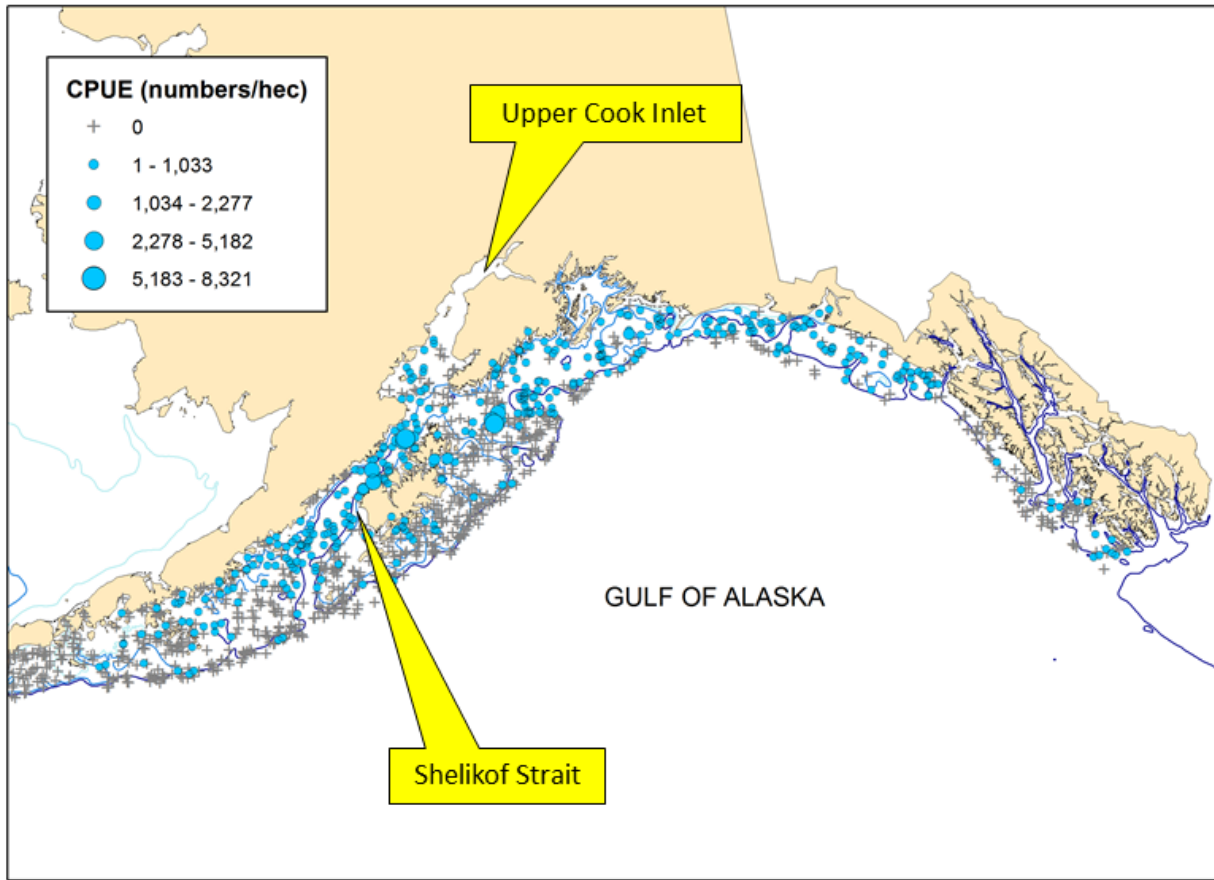 CPUE (numbers/hec)
0
1 - 1,033
1,034 - 2,277
2,278 - 5,182
5,183 - 8,321
Upper Cook Inlet
GULF OF ALASKA
Shelikof Strait